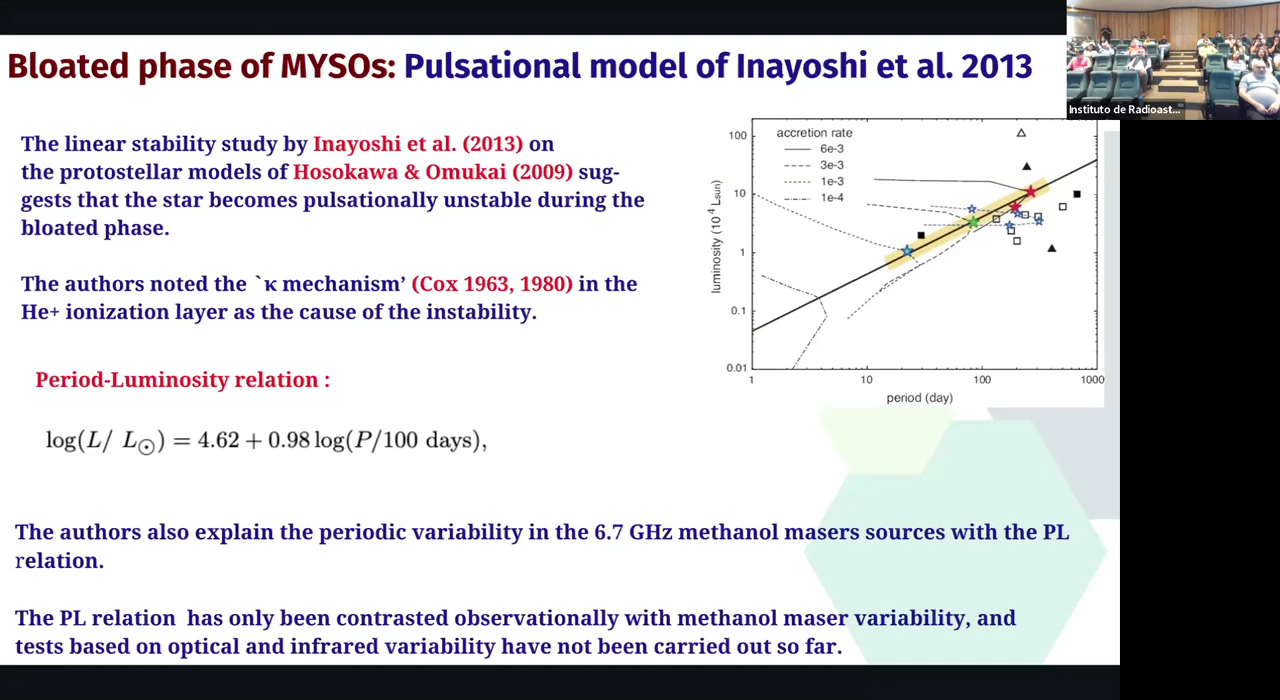 Bloated phase of MYSOs: Pulsational model of Inayoshi et al. 2013
Instituto de Radioast...
The linear stability study by Inayoshi et al. (2013) on
the protostellar models of Hosokawa & Omukai (2009) sug-
gests that the star becomes pulsationally unstable during the
bloated phase.
The authors noted the `κ mechanism’ (Cox 1963, 1980) in the
He+ ionization layer as the cause of the instability.
Period-Luminosity relation :
log(L/ L⊙) = 4.62 + 0.98 log(P/100 days),
accretion rate
6e-3
3e-3
1e-3
1e-4
luminosity (10⁴ Lsun)
100
10
1
0.1
0.01
1
10
100
1000
period (day)
The authors also explain the periodic variability in the 6.7 GHz methanol masers sources with the PL
relation.
The PL relation has only been contrasted observationally with methanol maser variability, and
tests based on optical and infrared variability have not been carried out so far.